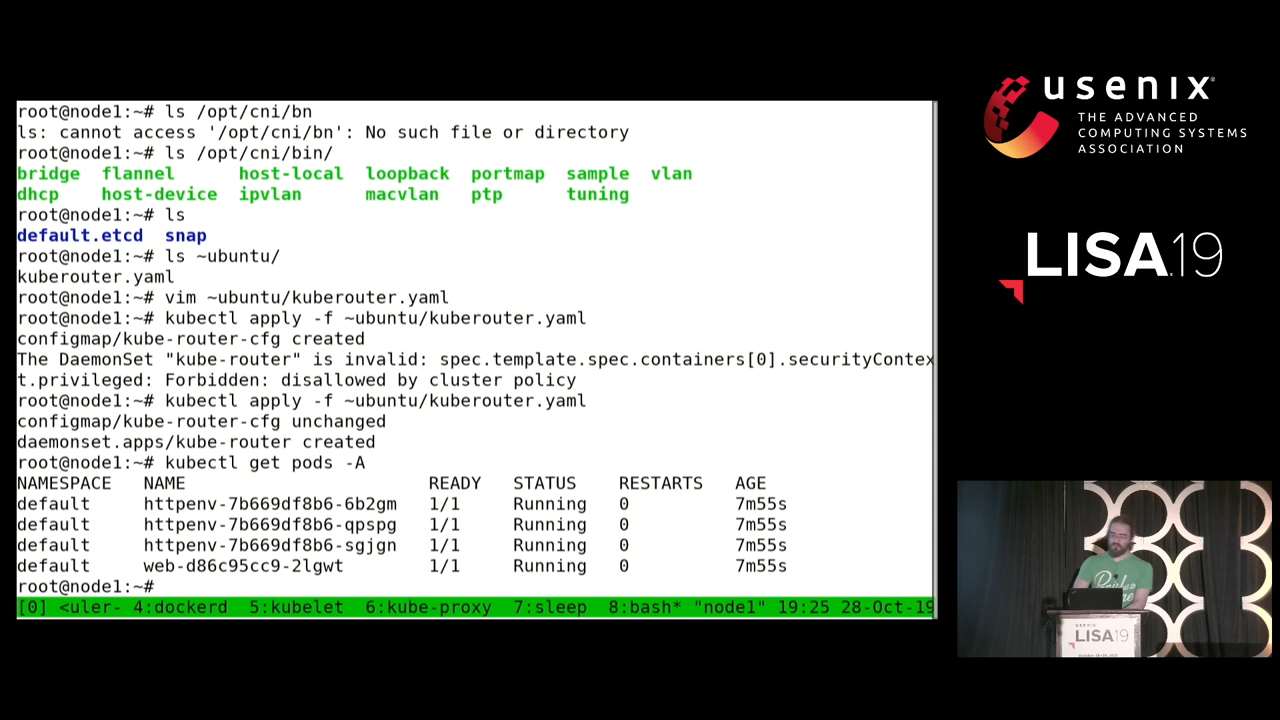 root@node1:~# ls /opt/cni/bn
ls: cannot access '/opt/cni/bn': No such file or directory
root@node1:~# ls /opt/cni/bin/
bridge flannel host-local loopback portmap sample vlan
dhcp host-device ipvlan macvlan ptp tuning
root@node1:~# ls
default.etcd snap
root@node1:~# ls ~ubuntu/
kuberouter.yaml
root@node1:~# vim ~ubuntu/kuberouter.yaml
root@node1:~# kubectl apply -f ~ubuntu/kuberouter.yaml
configmap/kube-router-cfg created
The DaemonSet "kube-router" is invalid: spec.template.spec.containers[0].securityContex
t.privileged: Forbidden: disallowed by cluster policy
root@node1:~# kubectl apply -f ~ubuntu/kuberouter.yaml
configmap/kube-router-cfg unchanged
daemonset.apps/kube-router created
root@node1:~# kubectl get pods -A
NAMESPACE NAME READY STATUS RESTARTS AGE
default httpenv-7b669df8b6-6b2gm 1/1 Running 0 7m55s
default httpenv-7b669df8b6-qpspg 1/1 Running 0 7m55s
default httpenv-7b669df8b6-sgjgn 1/1 Running 0 7m55s
default web-d86c95cc9-2lgwt 1/1 Running 0 7m55s
root@node1:~#
[0] <uler- 4:dockerd 5:kubelet 6:kube-proxy 7:sleep 8:bash* "node1" 19:25 28-Oct-19
usenix®
THE ADVANCED
COMPUTING SYSTEMS
ASSOCIATION
LISA19
usenix
LISA19